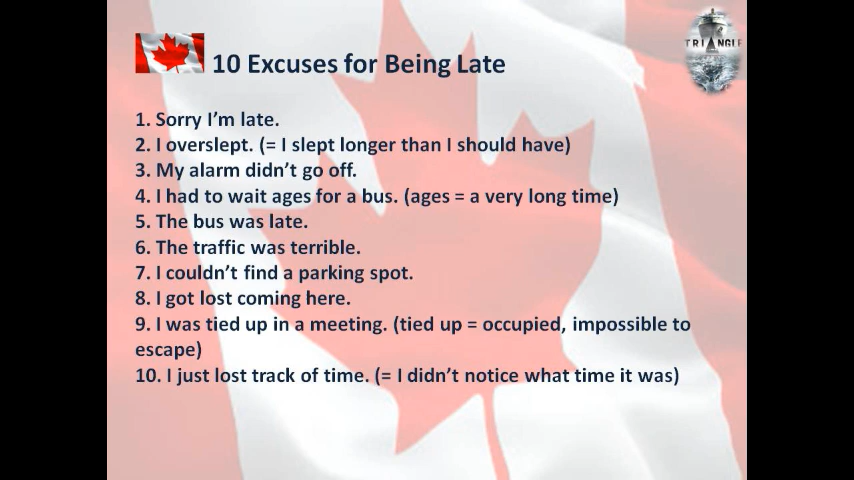 TRIANGLE
10 Excuses for Being Late
1. Sorry I’m late.
2. I overslept. (= I slept longer than I should have)
3. My alarm didn’t go off.
4. I had to wait ages for a bus. (ages = a very long time)
5. The bus was late.
6. The traffic was terrible.
7. I couldn’t find a parking spot.
8. I got lost coming here.
9. I was tied up in a meeting. (tied up = occupied, impossible to
escape)
10. I just lost track of time. (= I didn’t notice what time it was)